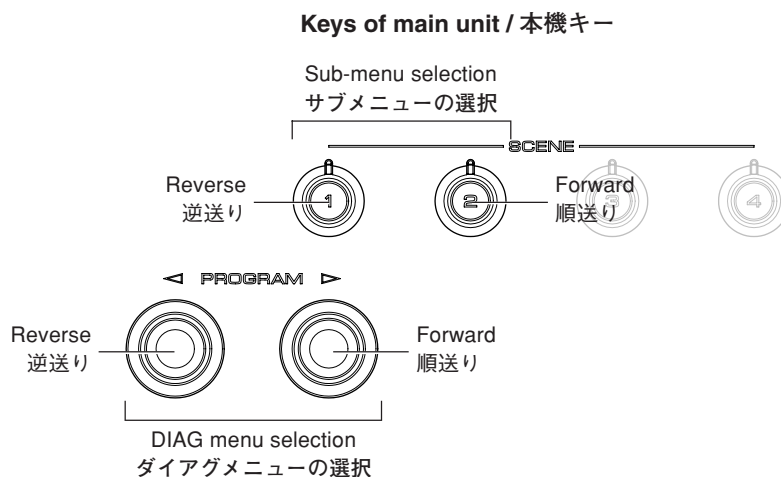 Keys of main unit / 本機キー
Sub-menu selection
サブメニューの選択
SCENE
Reverse
逆送り
1
2
Forward
順送り
3
4
◁ PROGRAM ▷
Reverse
逆送り
Forward
順送り
DIAG menu selection
ダイアグメニューの選択